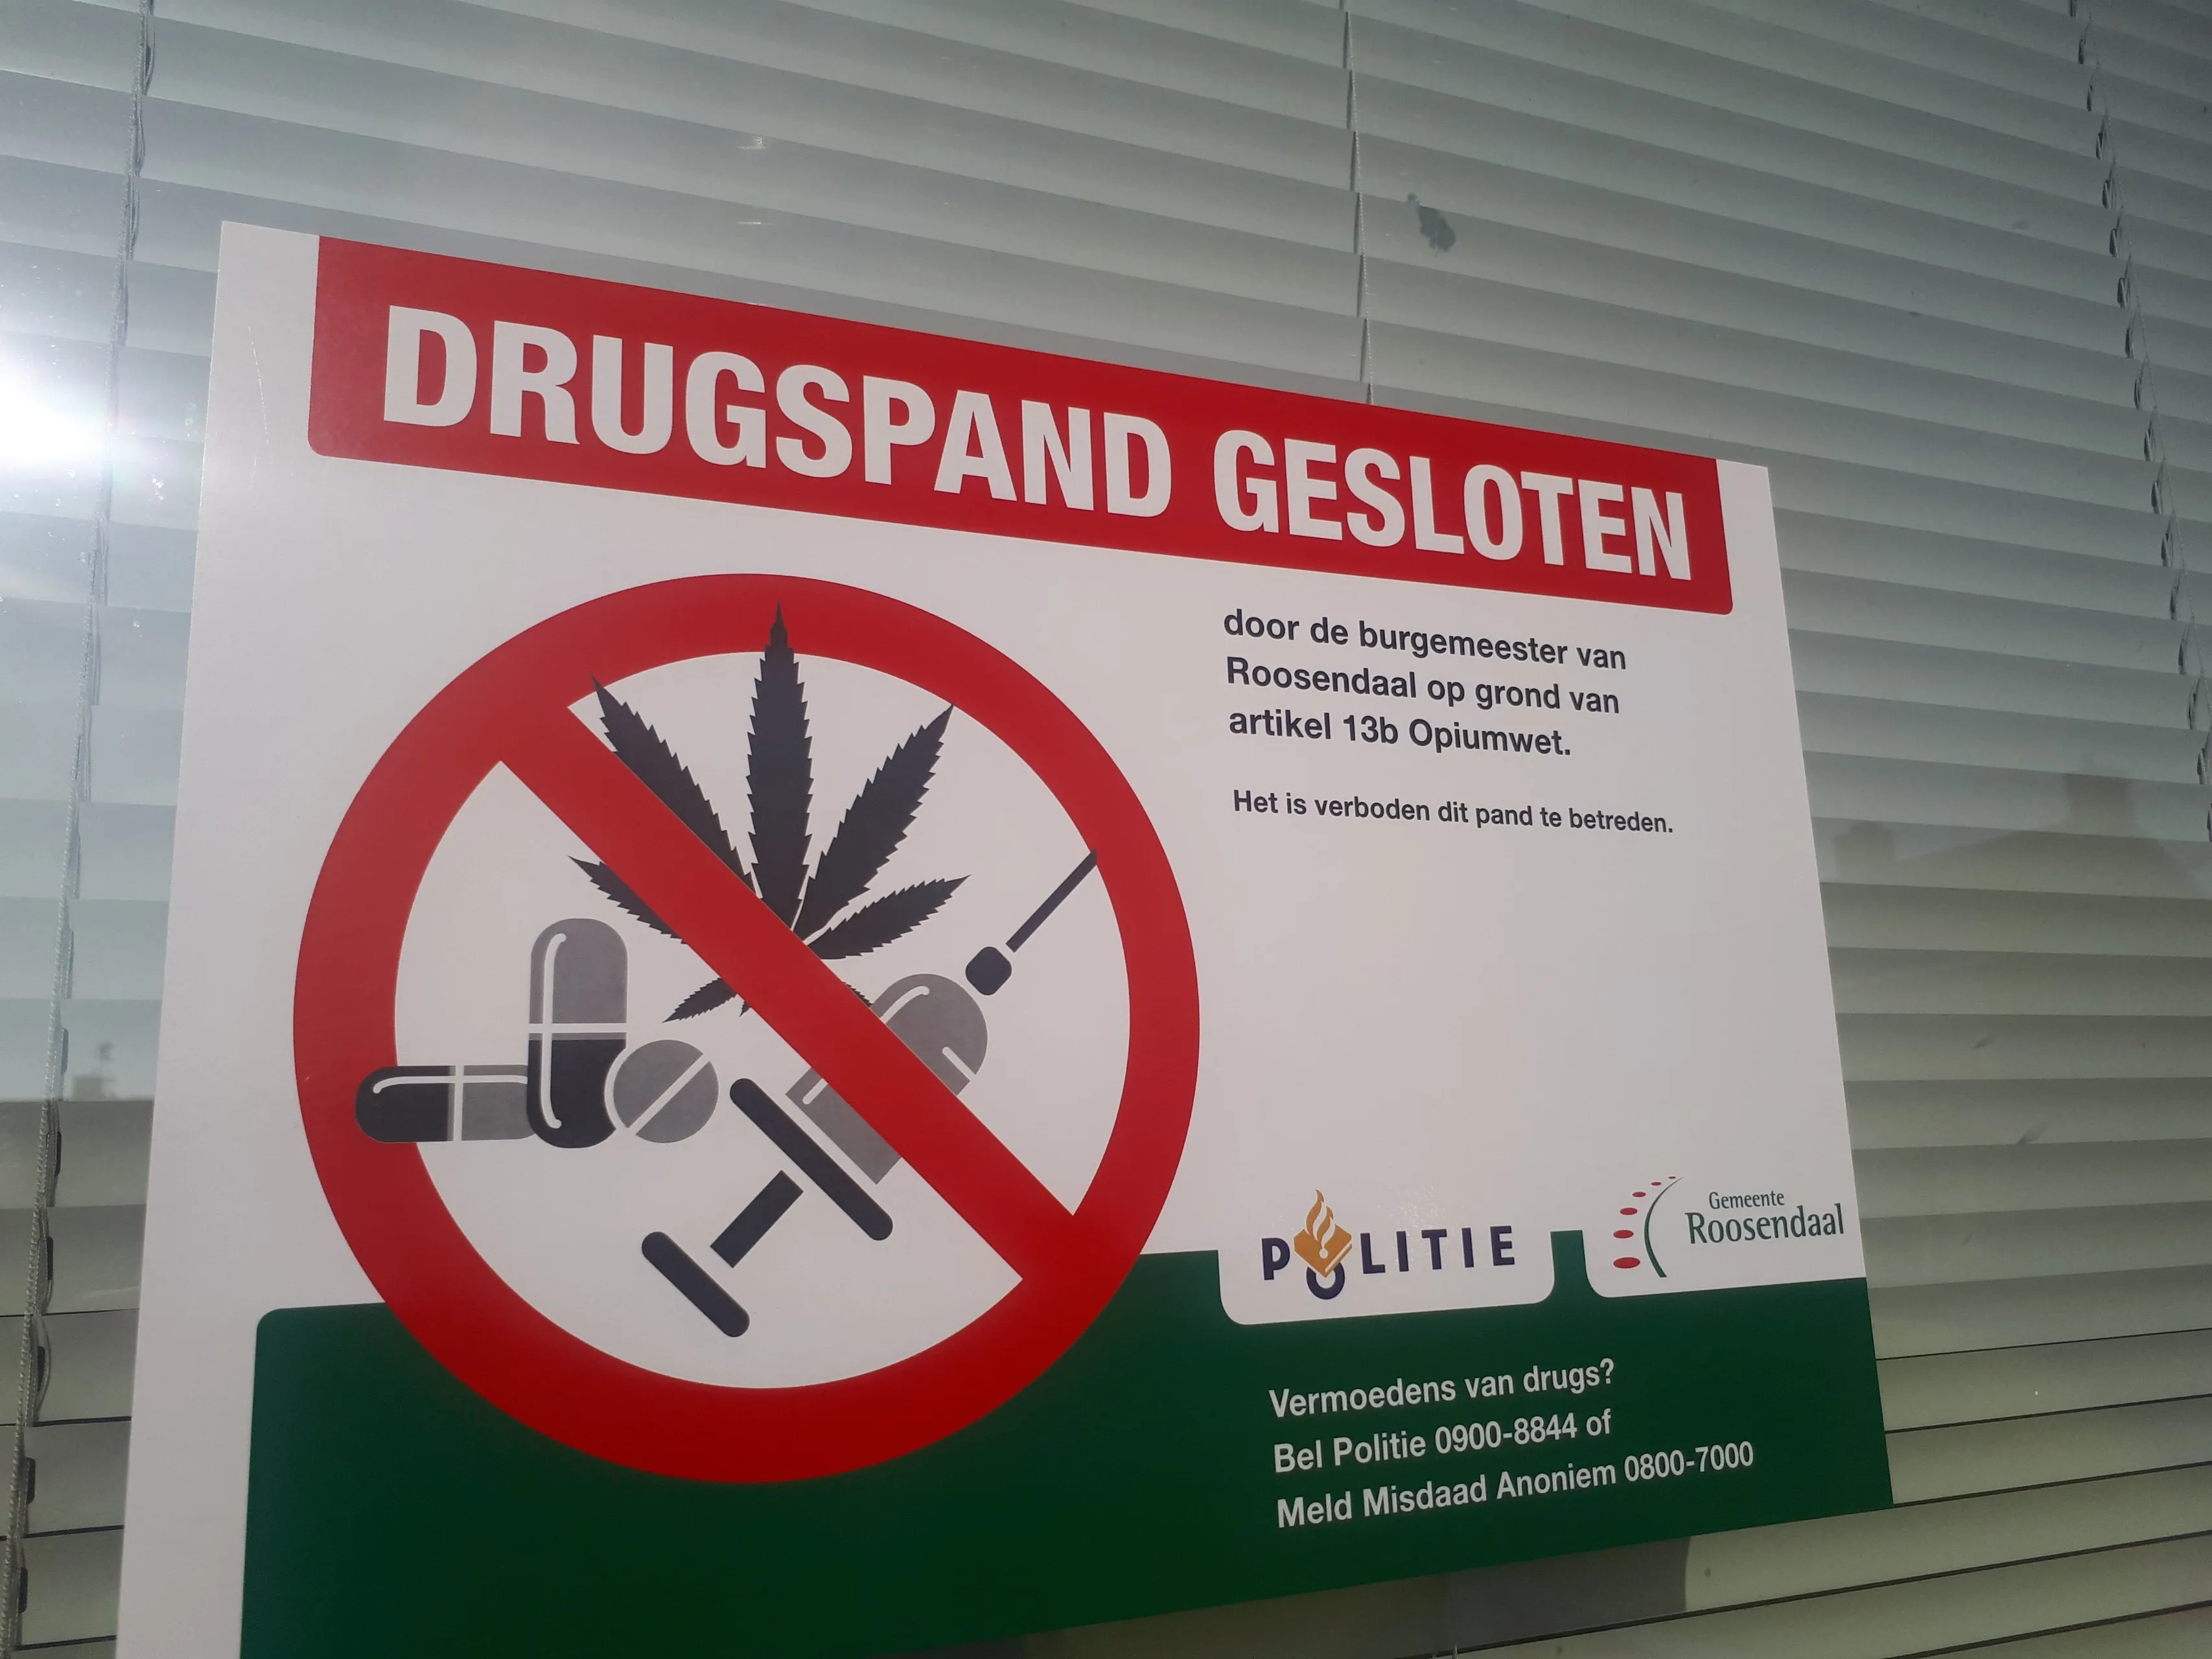 DRUGSPAND GESLOTEN
door de burgemeester van
Roosendaal op grond van
artikel 13b Opiumwet.
Het is verboden dit pand te betreden.
POLITIE
Gemeente
Roosendaal
Vermoedens van drugs?
Bel Politie 0900-8844 of
Meld Misdaad Anoniem 0800-7000